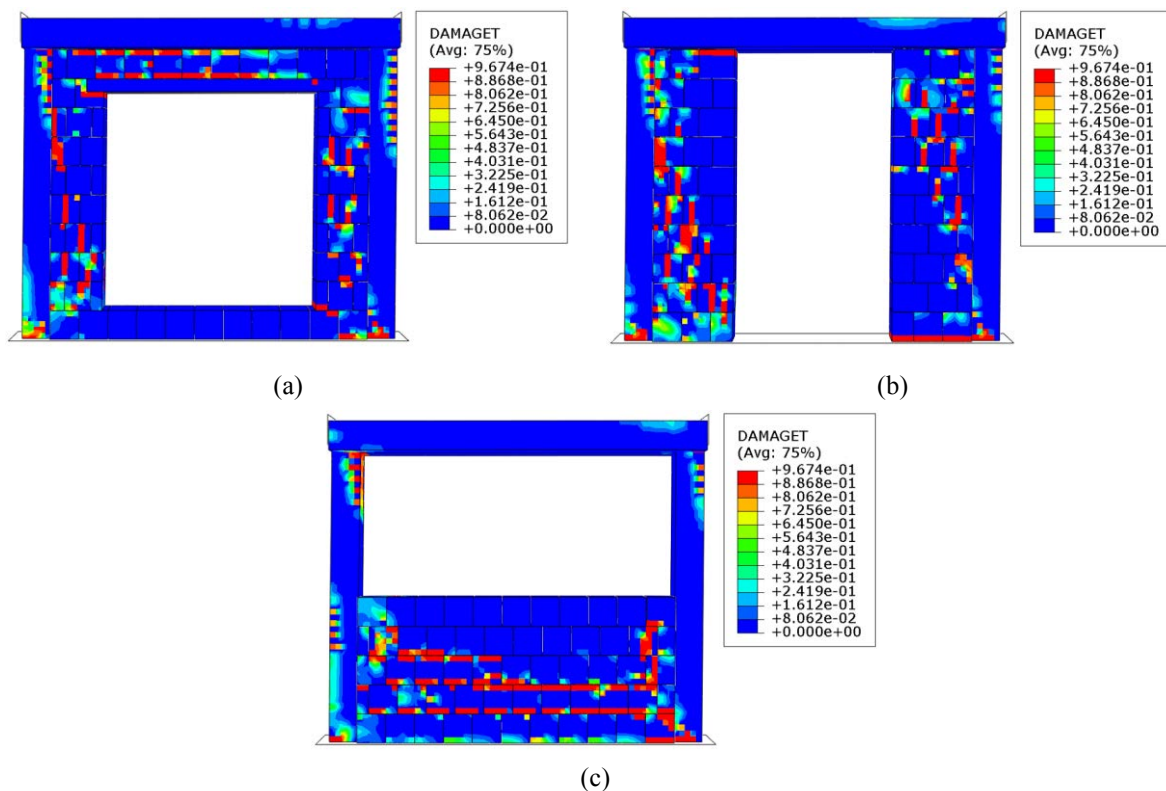 DAMAGET
(Avg: 75%)
+9.674e-01
+8.868e-01
+8.062e-01
+7.256e-01
+6.450e-01
+5.643e-01
+4.837e-01
+4.031e-01
+3.225e-01
+2.419e-01
+1.612e-01
+8.062e-02
+0.000e+00
(a)
DAMAGET
(Avg: 75%)
+9.674e-01
+8.868e-01
+8.062e-01
+7.256e-01
+6.450e-01
+5.643e-01
+4.837e-01
+4.031e-01
+3.225e-01
+2.419e-01
+1.612e-01
+8.062e-02
+0.000e+00
(b)
DAMAGET
(Avg: 75%)
+9.674e-01
+8.868e-01
+8.062e-01
+7.256e-01
+6.450e-01
+5.643e-01
+4.837e-01
+4.031e-01
+3.225e-01
+2.419e-01
+1.612e-01
+8.062e-02
+0.000e+00
(c)